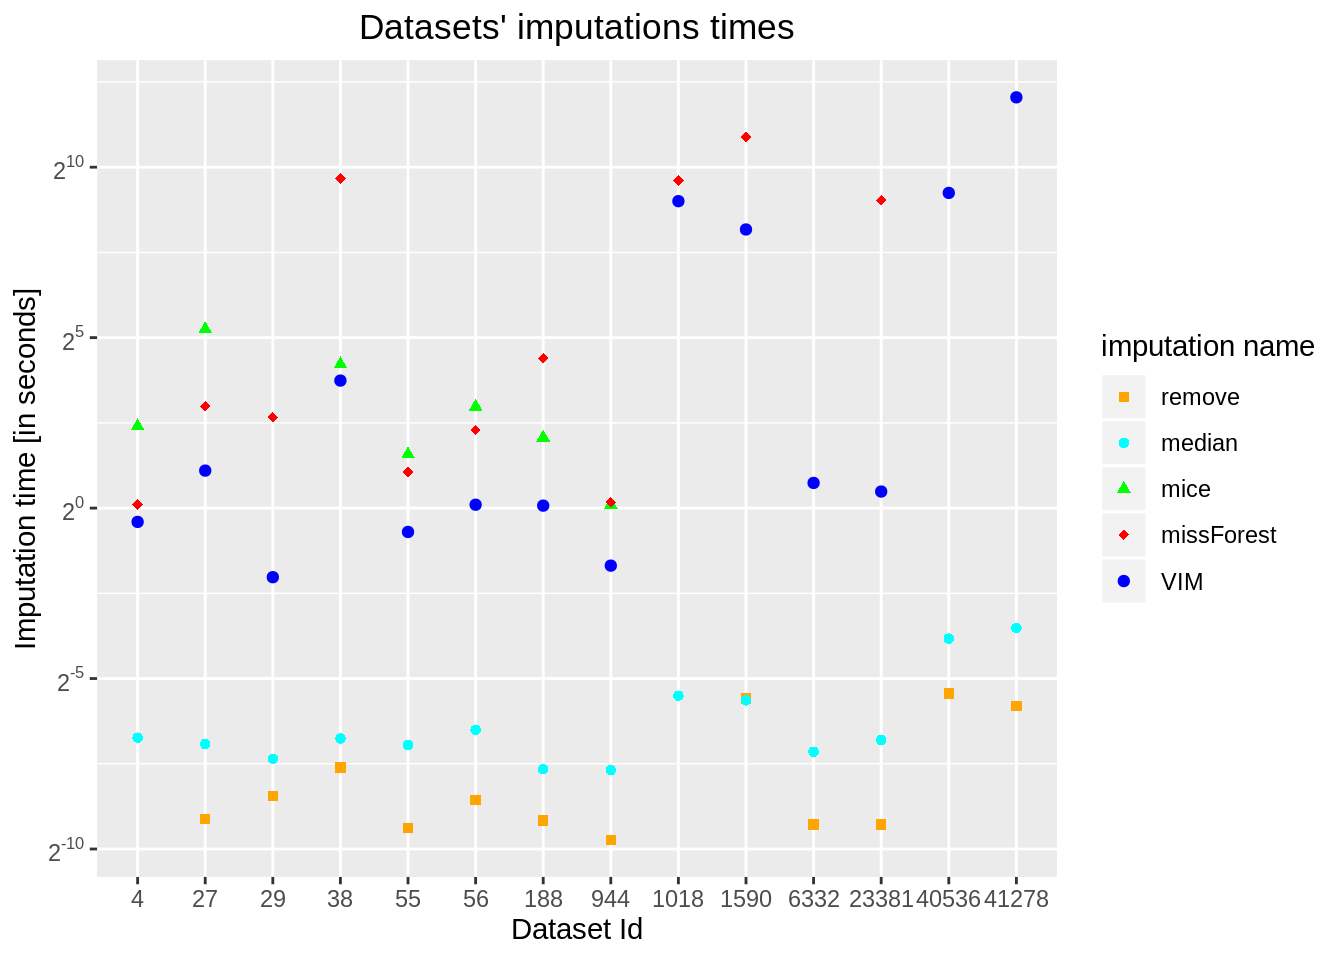 Datasets' imputations times
Imputation time [in seconds]
2^10
2^5
2^0
2^-5
2^-10
4 27 29 38 55 56 188 944 1018 1590 6332 23381 40536 41278
Dataset Id
imputation name
remove
median
mice
missForest
VIM